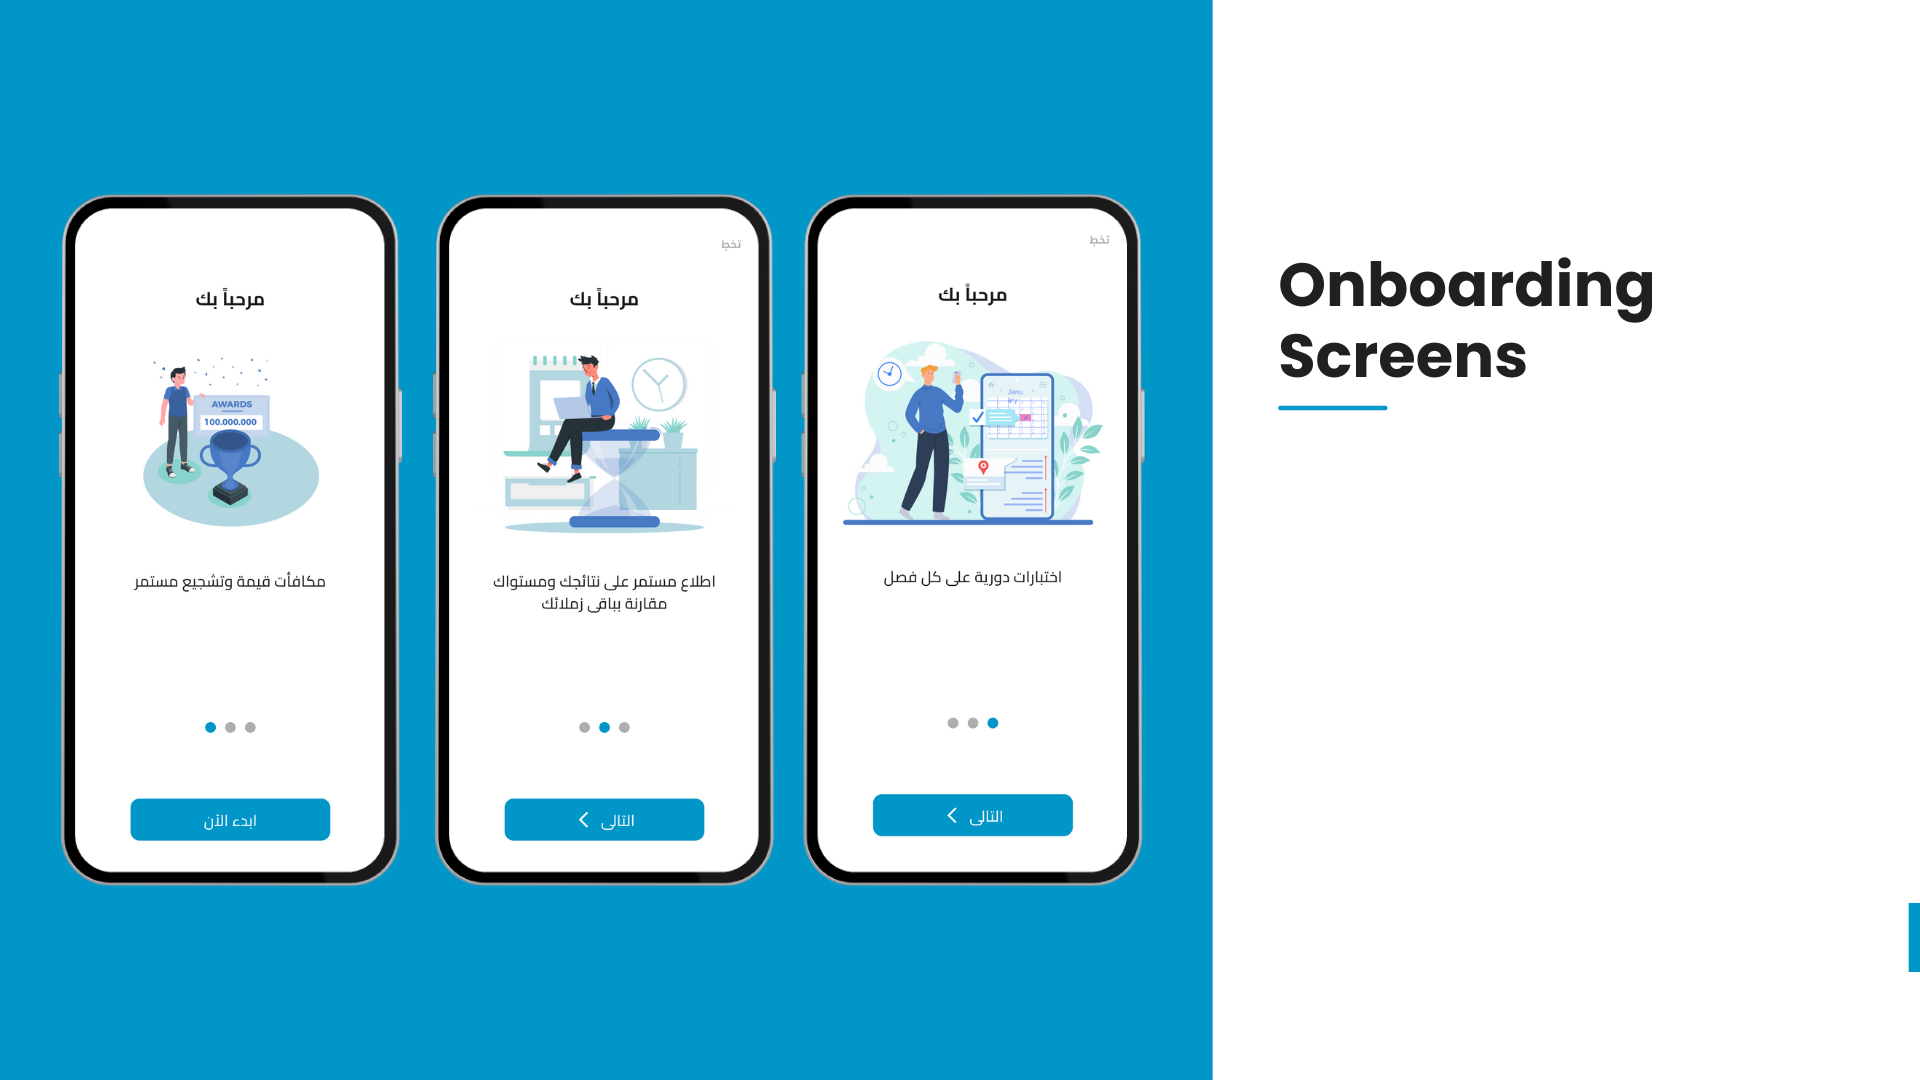 تخطِ
مرحباً بك
Janu
ary
اختبارات دورية على كل فصل
التالى
تخطِ
مرحباً بك
اطلاع مستمر على نتائجك ومستواك
مقارنة بباقى زملائك
التالى
مرحباً بك
AWARDS
100.000.000
مكافأت قيمة وتشجيع مستمر
ابدء الآن
Onboarding
Screens